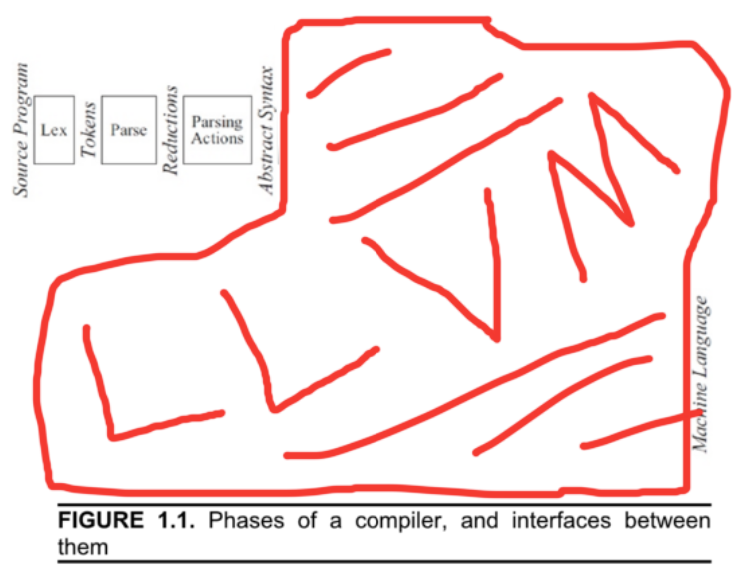 Source Program
Lex
Tokens
Parse
Reductions
Parsing
Actions
Abstract Syntax
LLVM
Machine Language
FIGURE 1.1. Phases of a compiler, and interfaces between
them